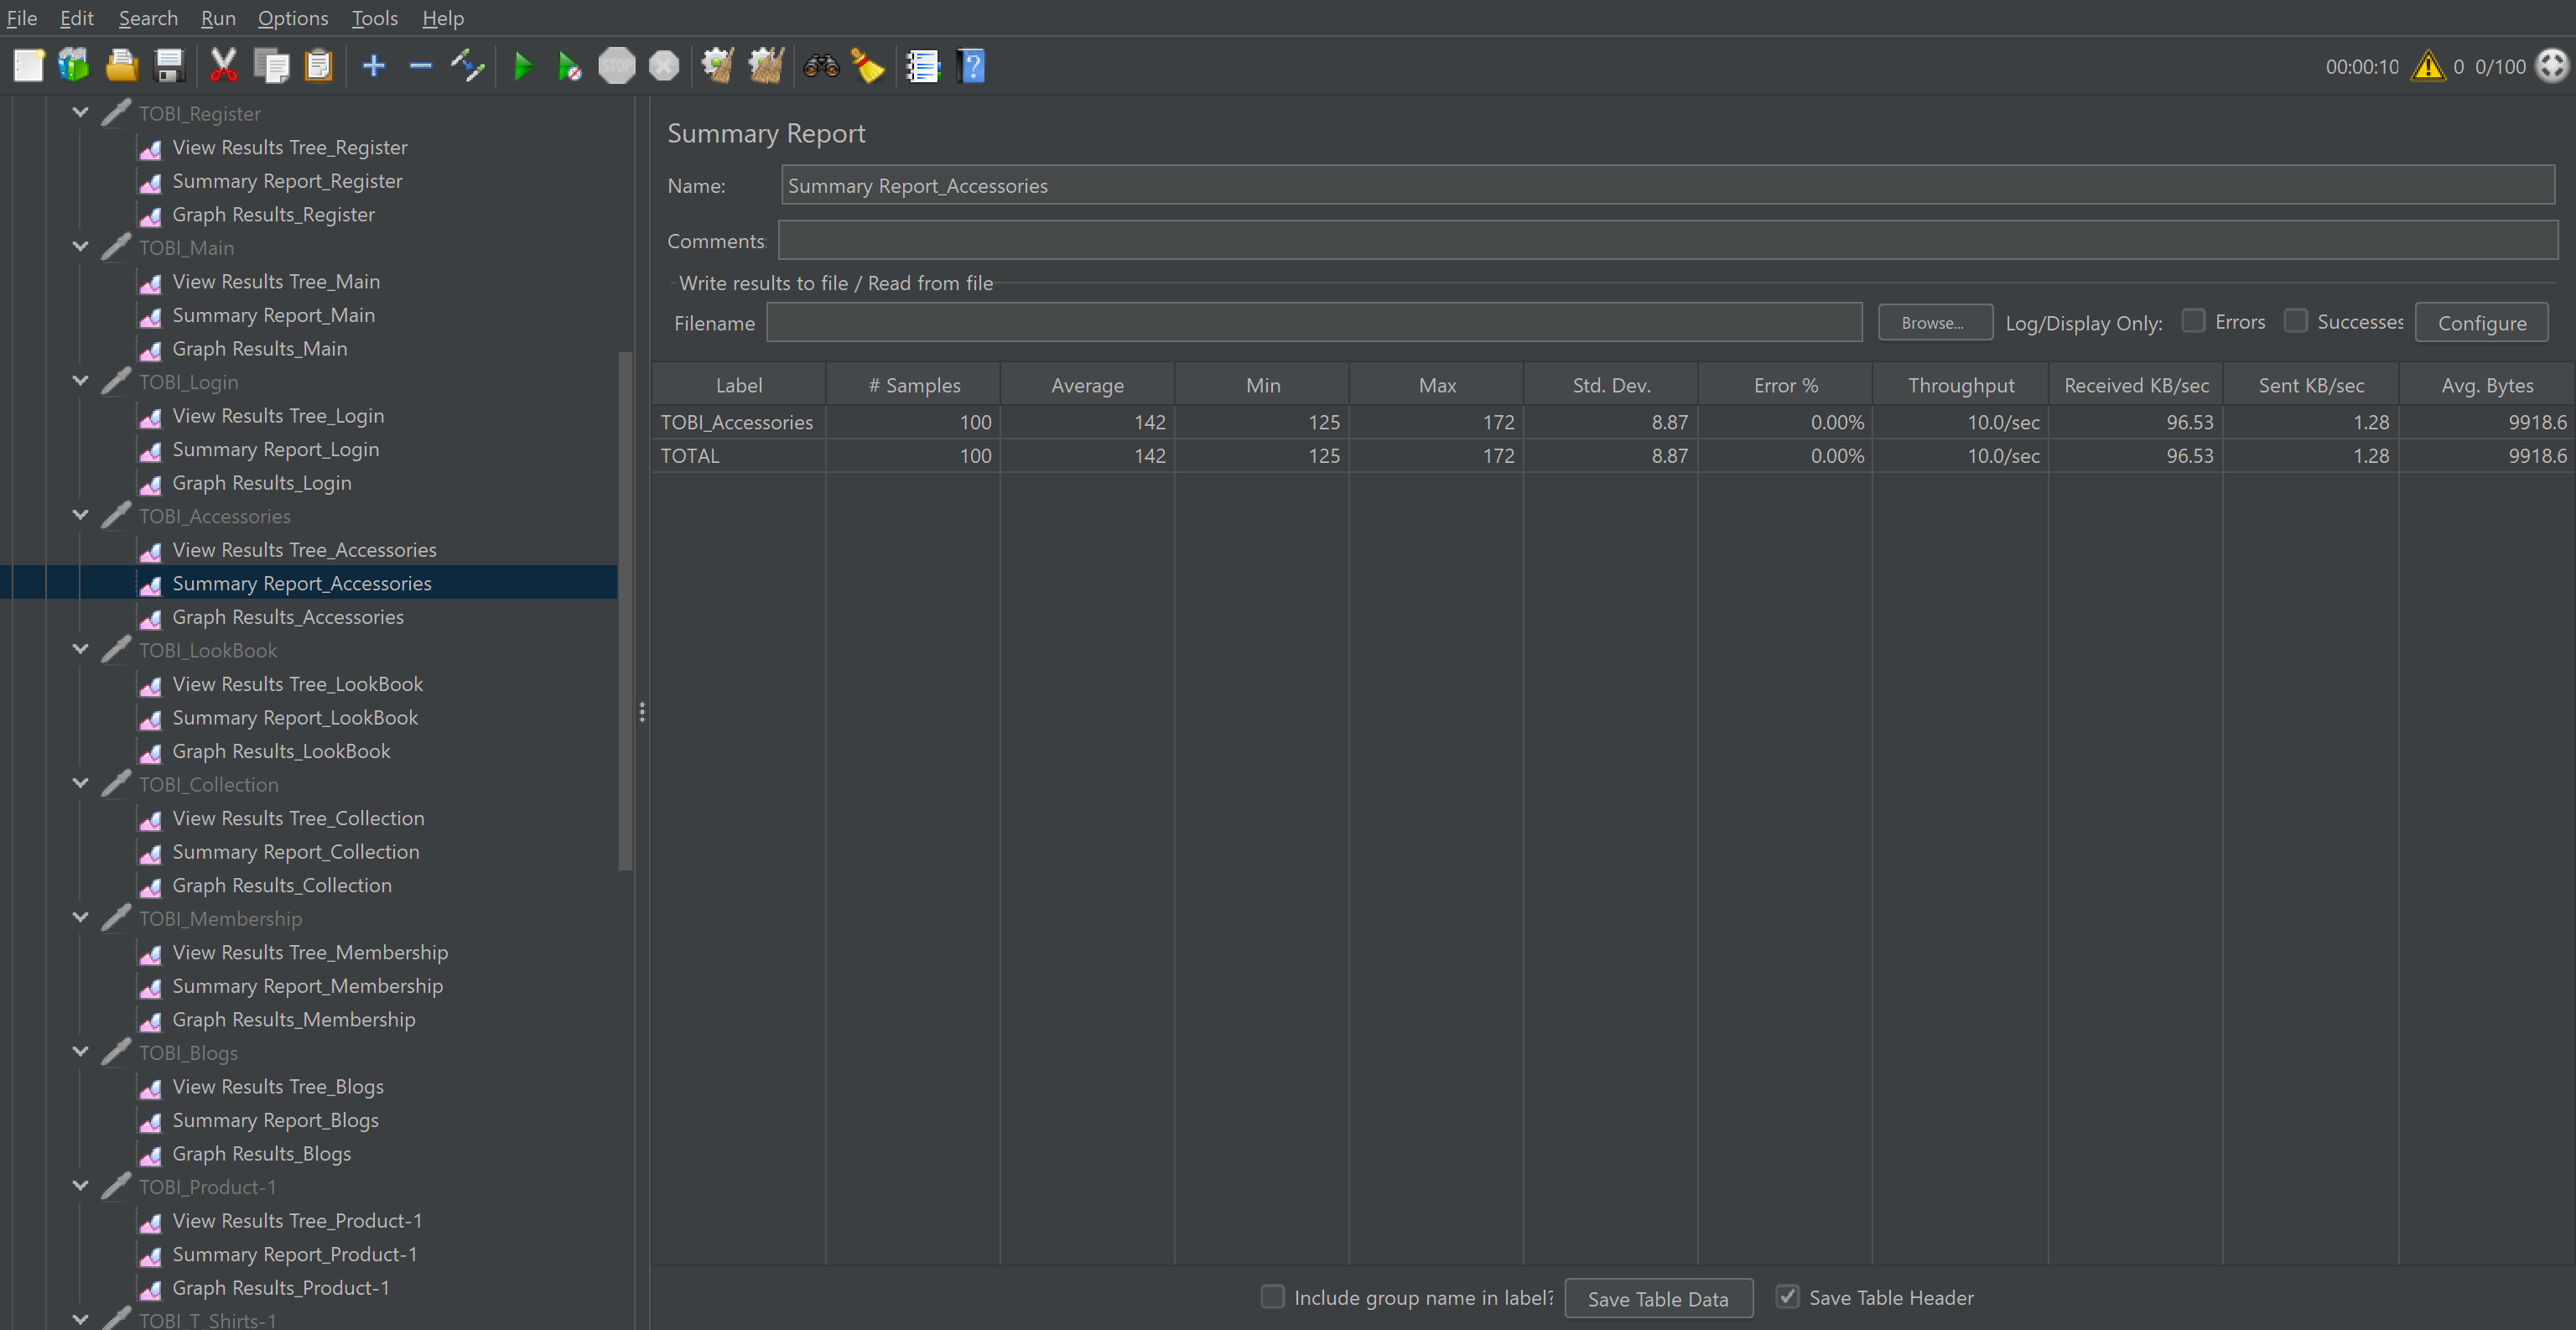 File Edit Search Run Options Tools Help
STOP
00:00:10 0 0/100
TOBI_Register
View Results Tree_Register
Summary Report_Register
Graph Results_Register
TOBI_Main
View Results Tree_Main
Summary Report_Main
Graph Results_Main
TOBI_Login
View Results Tree_Login
Summary Report_Login
Graph Results_Login
TOBI_Accessories
View Results Tree_Accessories
Summary Report_Accessories
Graph Results_Accessories
TOBI_LookBook
View Results Tree_LookBook
Summary Report_LookBook
Graph Results_LookBook
TOBI_Collection
View Results Tree_Collection
Summary Report_Collection
Graph Results_Collection
TOBI_Membership
View Results Tree_Membership
Summary Report_Membership
Graph Results_Membership
TOBI_Blogs
View Results Tree_Blogs
Summary Report_Blogs
Graph Results_Blogs
TOBI_Product-1
View Results Tree_Product-1
Summary Report_Product-1
Graph Results_Product-1
TOBI_T_Shirts-1
Summary Report
Name: Summary Report_Accessories
Comments:
Write results to file / Read from file
Filename Browse... Log/Display Only: Errors Successes Configure
Label # Samples Average Min Max Std. Dev. Error % Throughput Received KB/sec Sent KB/sec Avg. Bytes
TOBI_Accessories 100 142 125 172 8.87 0.00% 10.0/sec 96.53 1.28 9918.6
TOTAL 100 142 125 172 8.87 0.00% 10.0/sec 96.53 1.28 9918.6
Include group name in label? Save Table Data Save Table Header